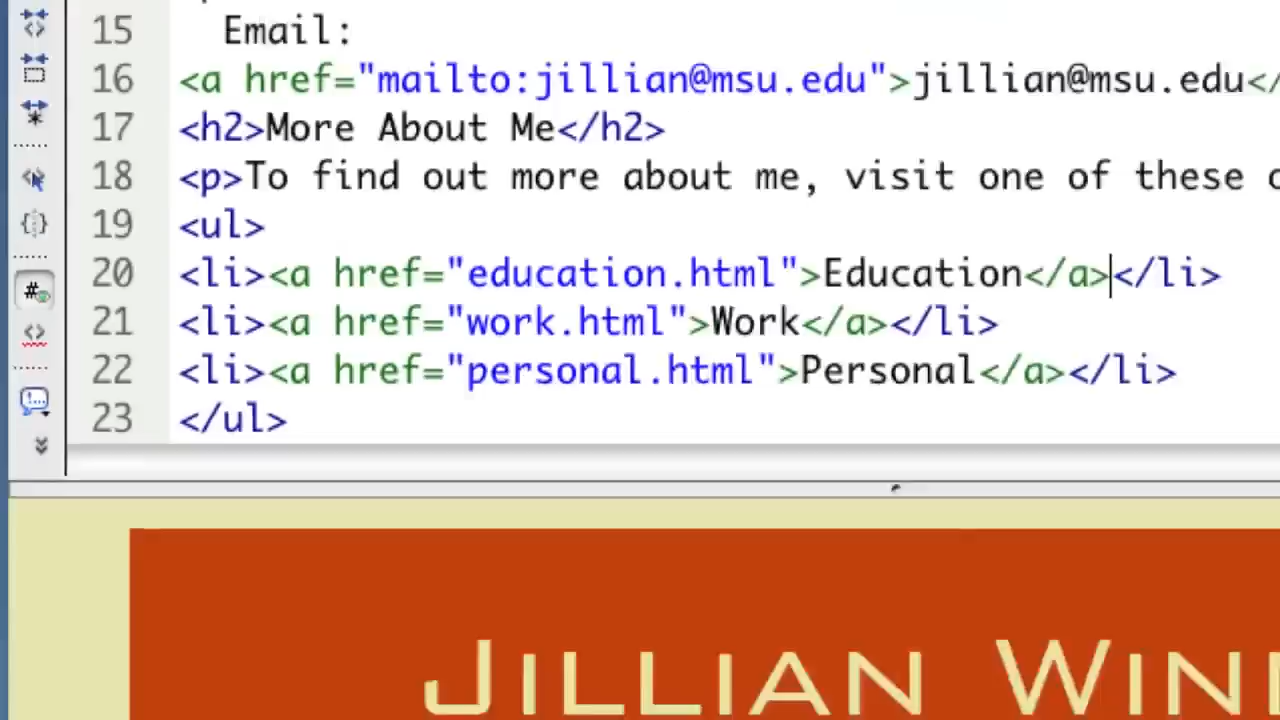 15 Email:
16 <a href="mailto:jillian@msu.edu">jillian@msu.edu</
17 <h2>More About Me</h2>
18 <p>To find out more about me, visit one of these
19 <ul>
20 <li><a href="education.html">Education</a></li>
21 <li><a href="work.html">Work</a></li>
22 <li><a href="personal.html">Personal</a></li>
23 </ul>
JILLIAN